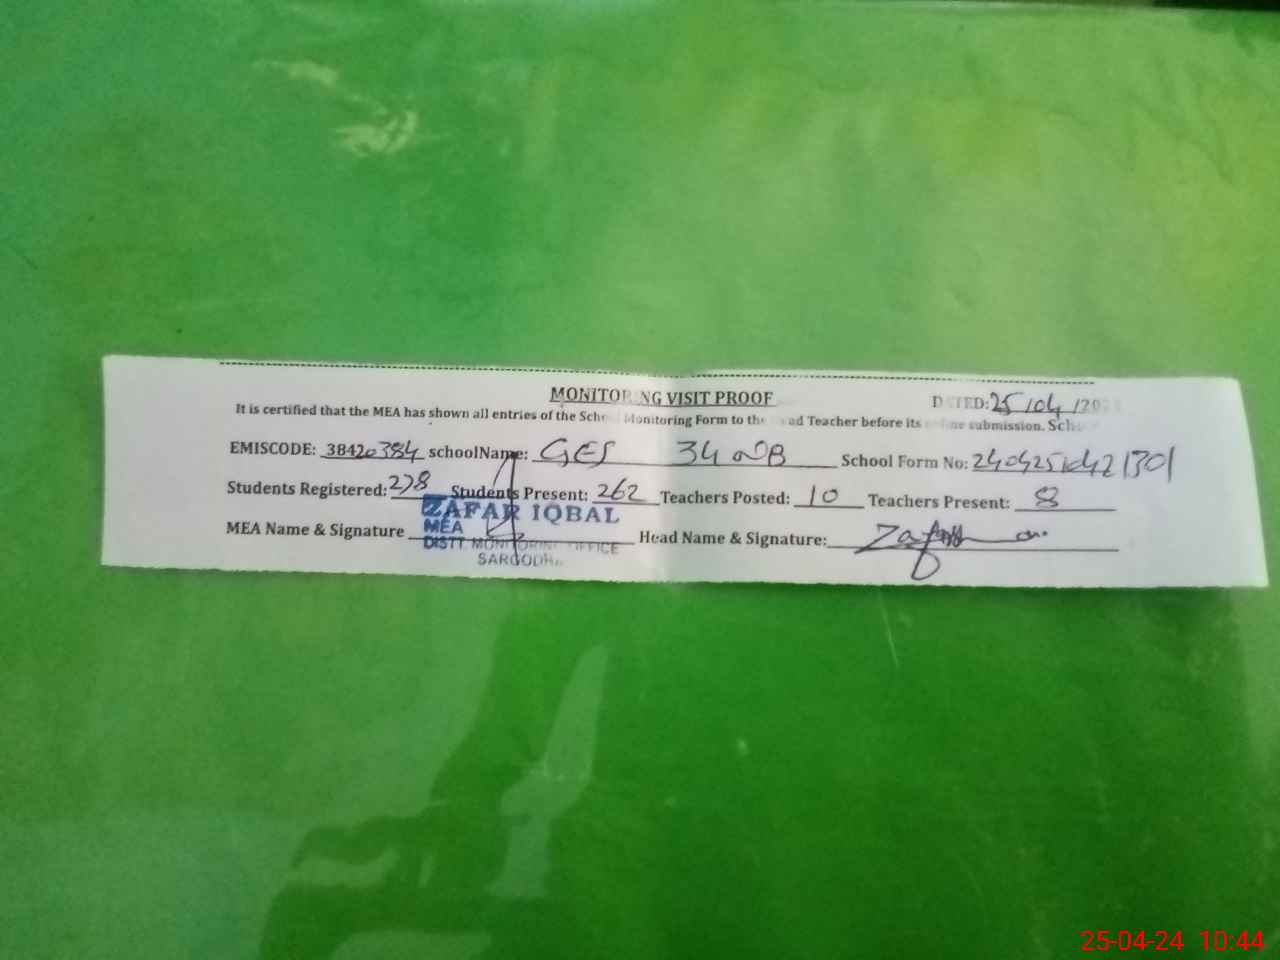 MONITORING VISIT PROOF
DATED: 25/04/202
It is certified that the MEA has shown all entries of the School Monitoring Form to the Head Teacher before its submission.
EMISCODE: 38420384 schoolName: GES 34 NB School Form No: 24042510421301
Students Registered: 278 Students Present: 262 Teachers Posted: 10 Teachers Present: 8
ZAFAR IQBAL
MEA Name & Signature Head Name & Signature:
MEA
DISTT. MONITORING OFFICE
SARGODHA
25-04-24 10:44